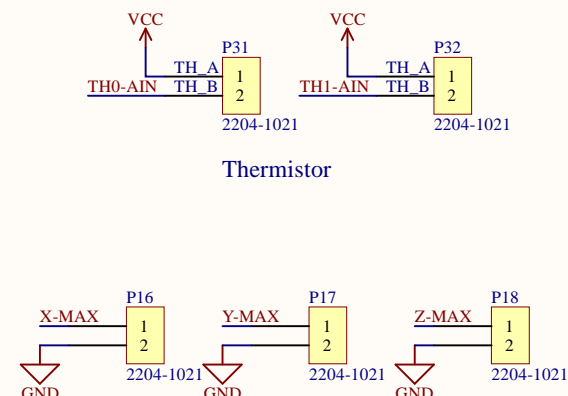 VCC VCC
P31 P32
TH_A 1 TH_A 1
TH0-AIN TH_B 2 TH1-AIN TH_B 2
2204-1021 2204-1021
Thermistor
P16 P17 P18
X-MAX 1 Y-MAX 1 Z-MAX 1
2 2 2
2204-1021 2204-1021 2204-1021
GND GND GND